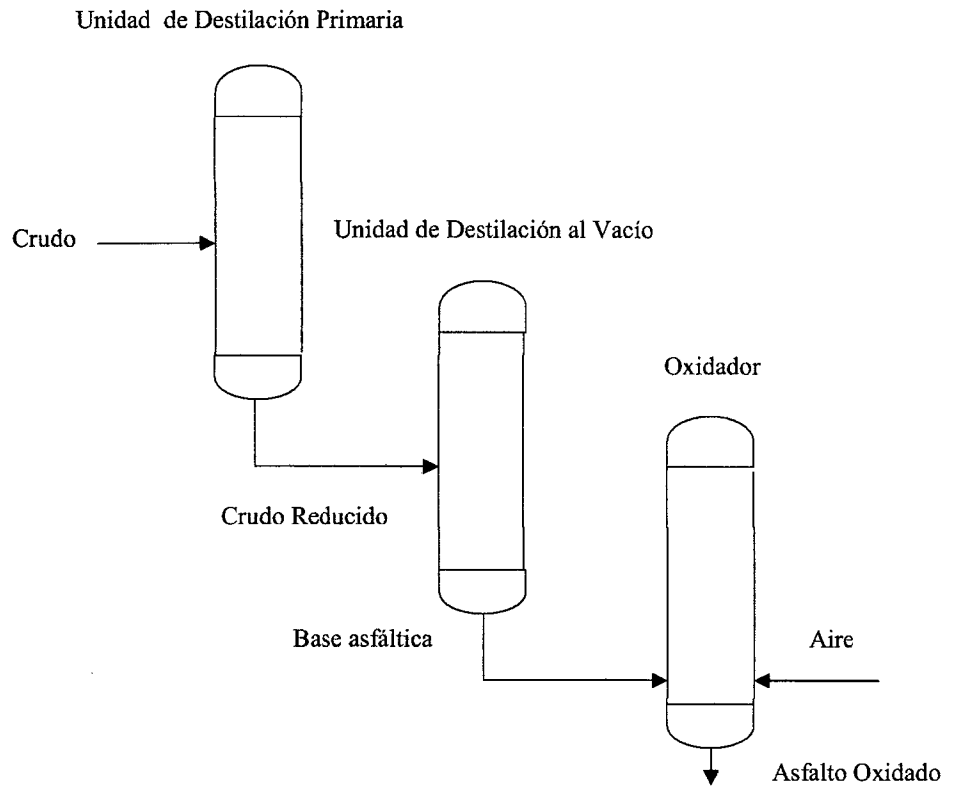 Unidad de Destilación Primaria
Crudo
Unidad de Destilación al Vacío
Oxidador
Crudo Reducido
Base asfáltica
Aire
Asfalto Oxidado